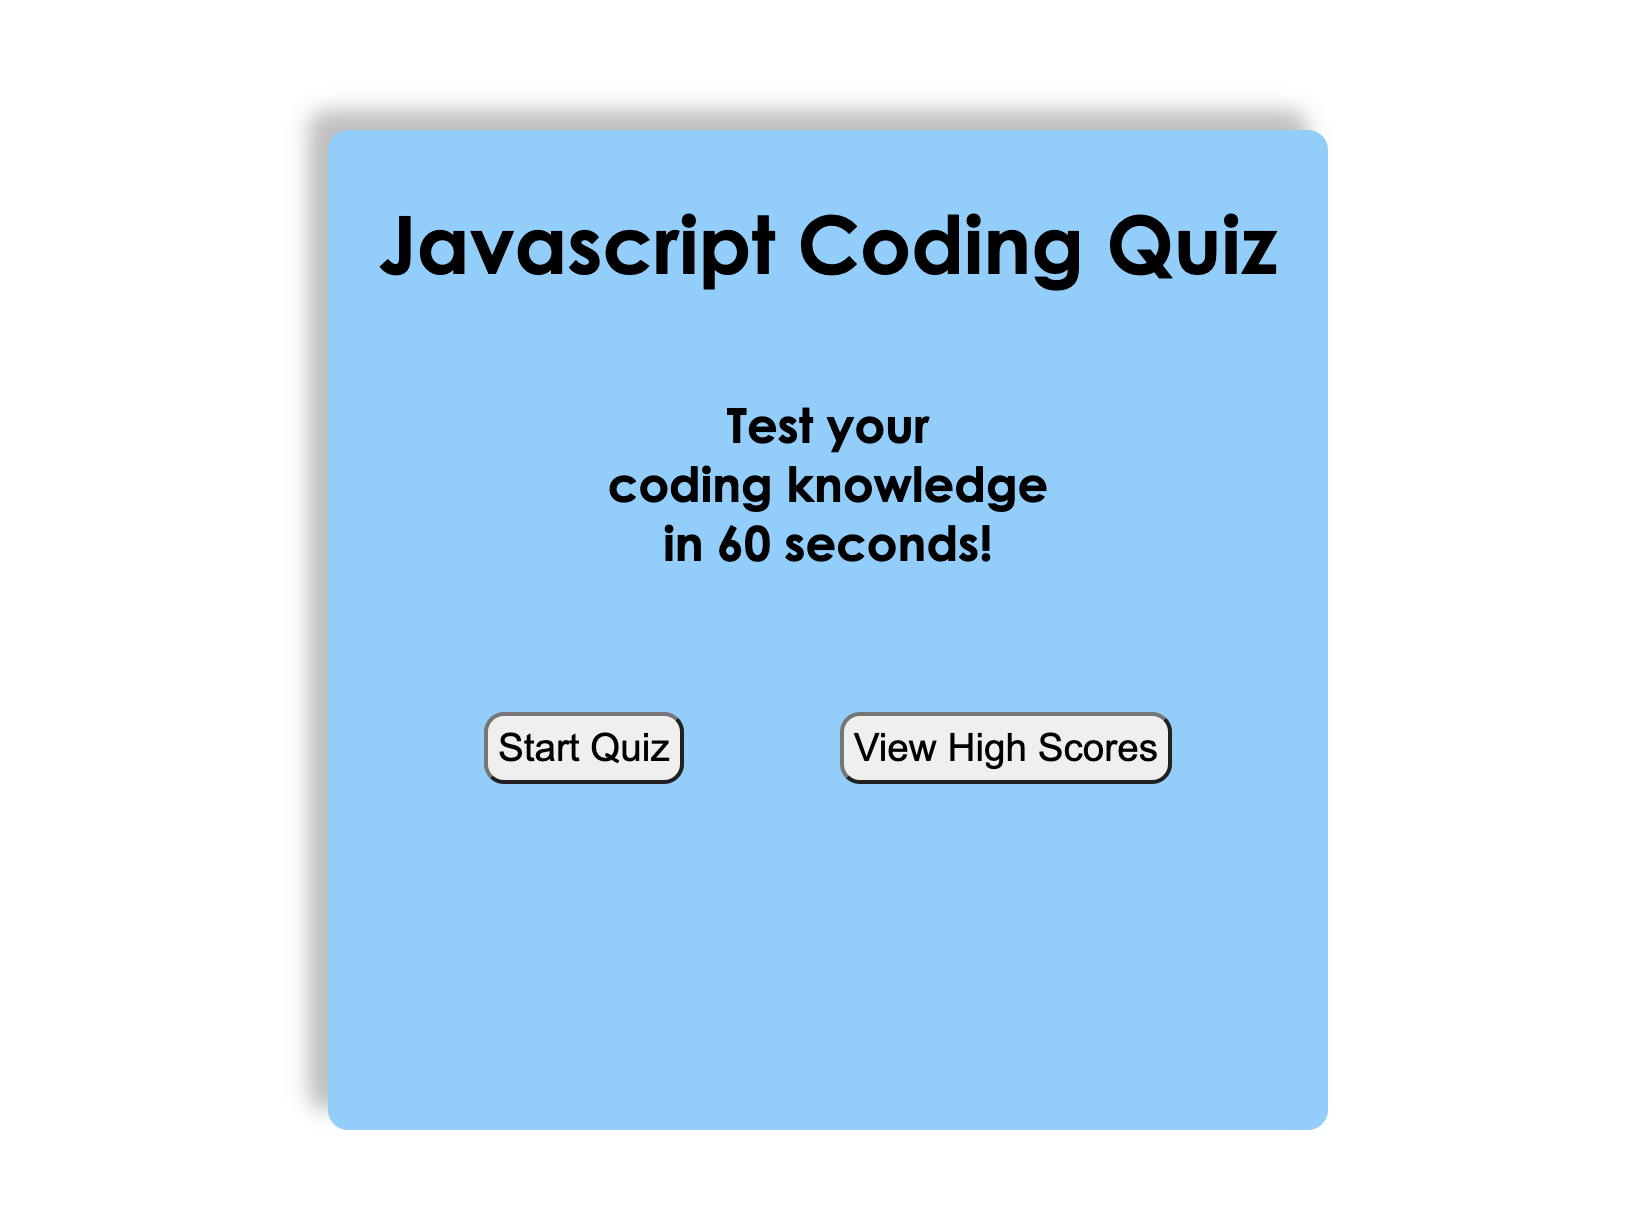 Javascript Coding Quiz
Test your
coding knowledge
in 60 seconds!
Start Quiz
View High Scores